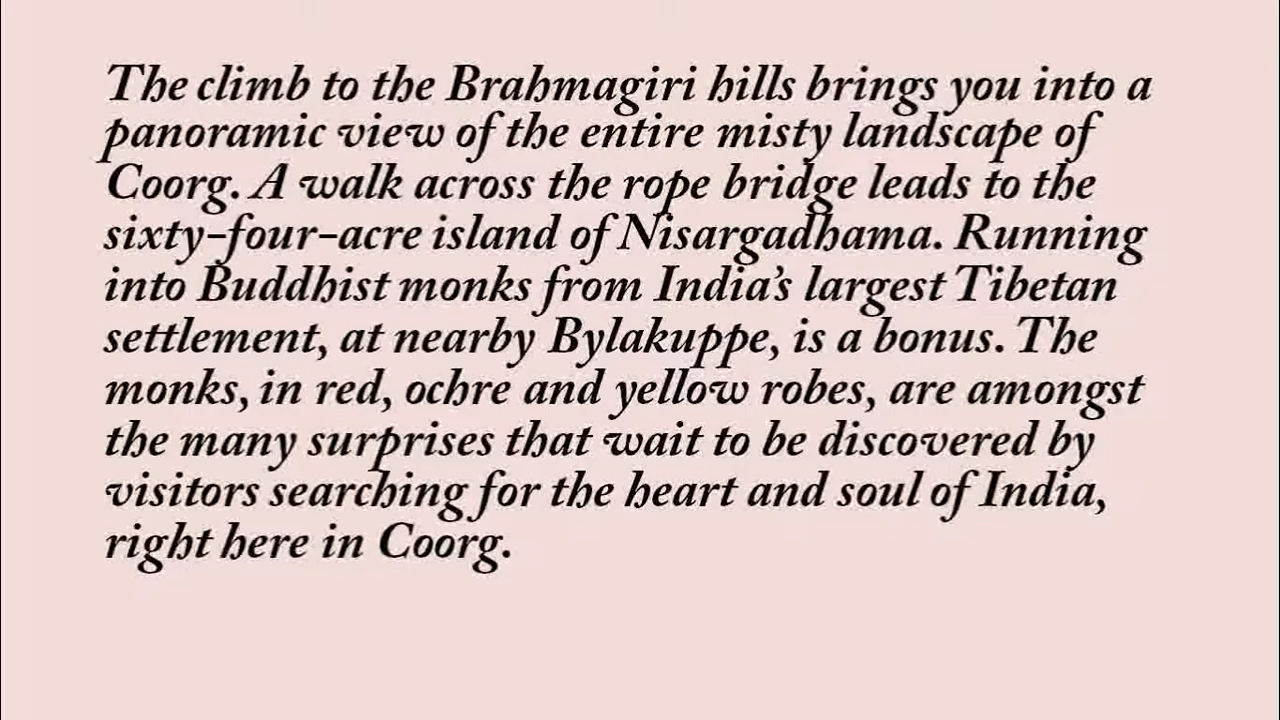 The climb to the Brahmagiri hills brings you into a
panoramic view of the entire misty landscape of
Coorg. A walk across the rope bridge leads to the
sixty-four-acre island of Nisargadhama. Running
into Buddhist monks from India’s largest Tibetan
settlement, at nearby Bylakuppe, is a bonus. The
monks, in red, ochre and yellow robes, are amongst
the many surprises that wait to be discovered by
visitors searching for the heart and soul of India,
right here in Coorg.